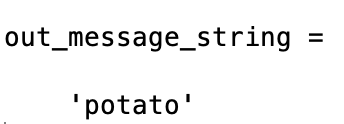 out_message_string =
'potato'